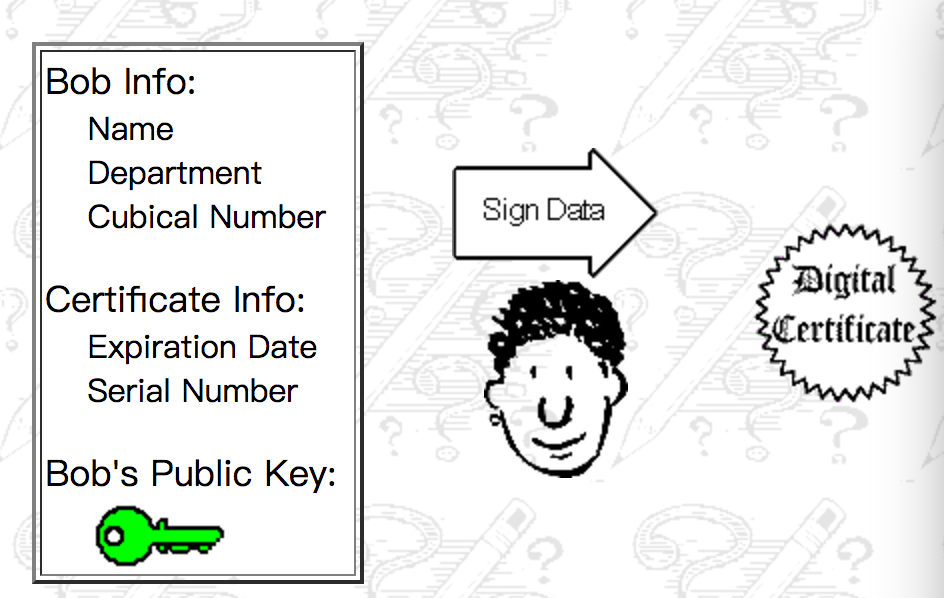 Bob Info:
Name
Department
Cubical Number
Certificate Info:
Expiration Date
Serial Number
Bob's Public Key:
Sign Data
Digital
Certificate